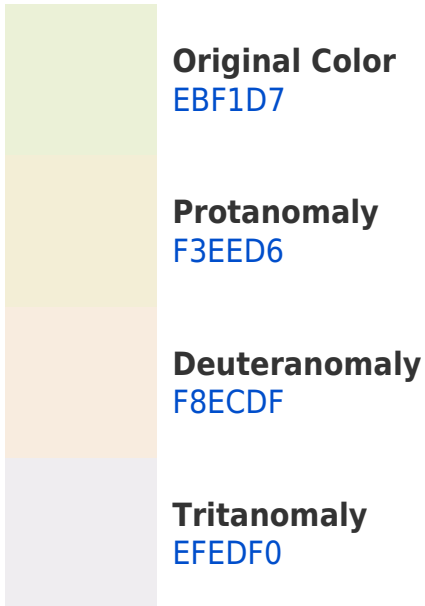 Original Color
EBF1D7
Protanomaly
F3EED6
Deuteranomaly
F8ECDF
Tritanomaly
EFEDF0